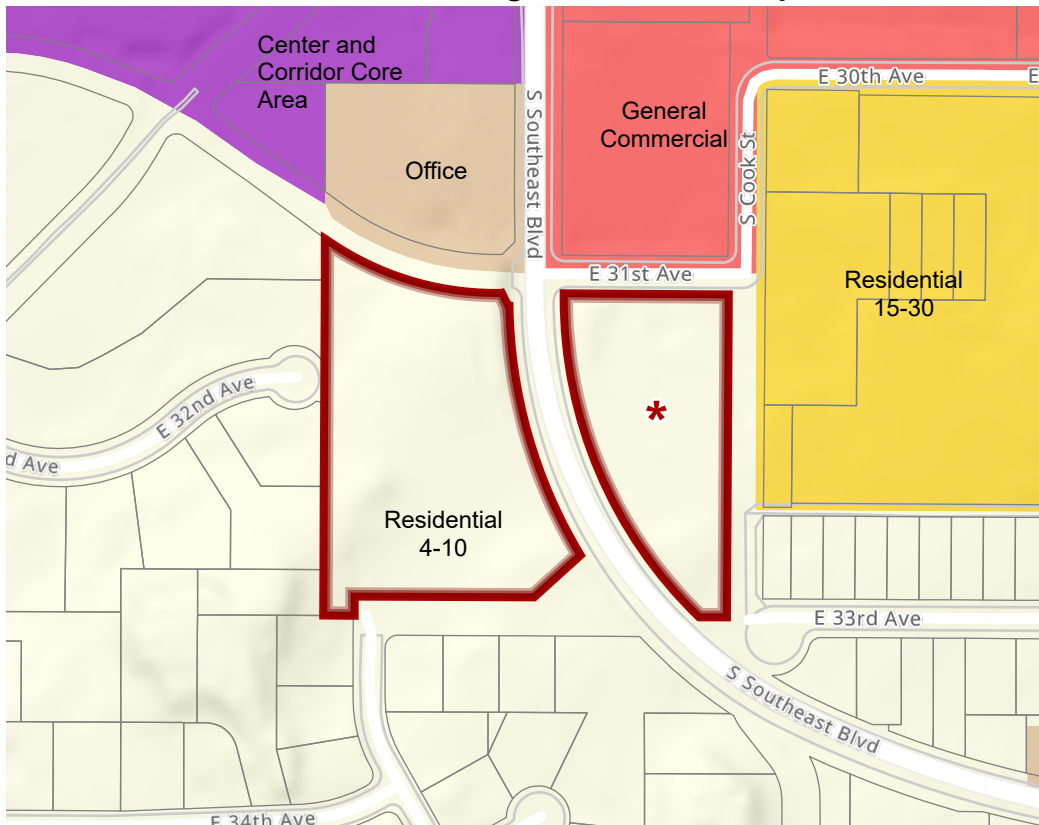 Center and
Corridor Core
Area
E 30th Ave
E
General
Commercial
S Southeast Blvd
S Cook St
Office
E 31st Ave
Residential
15-30
*
E 32nd Ave
d Ave
Residential
4-10
E 33rd Ave
S Southeast Blvd
E 34th Ave